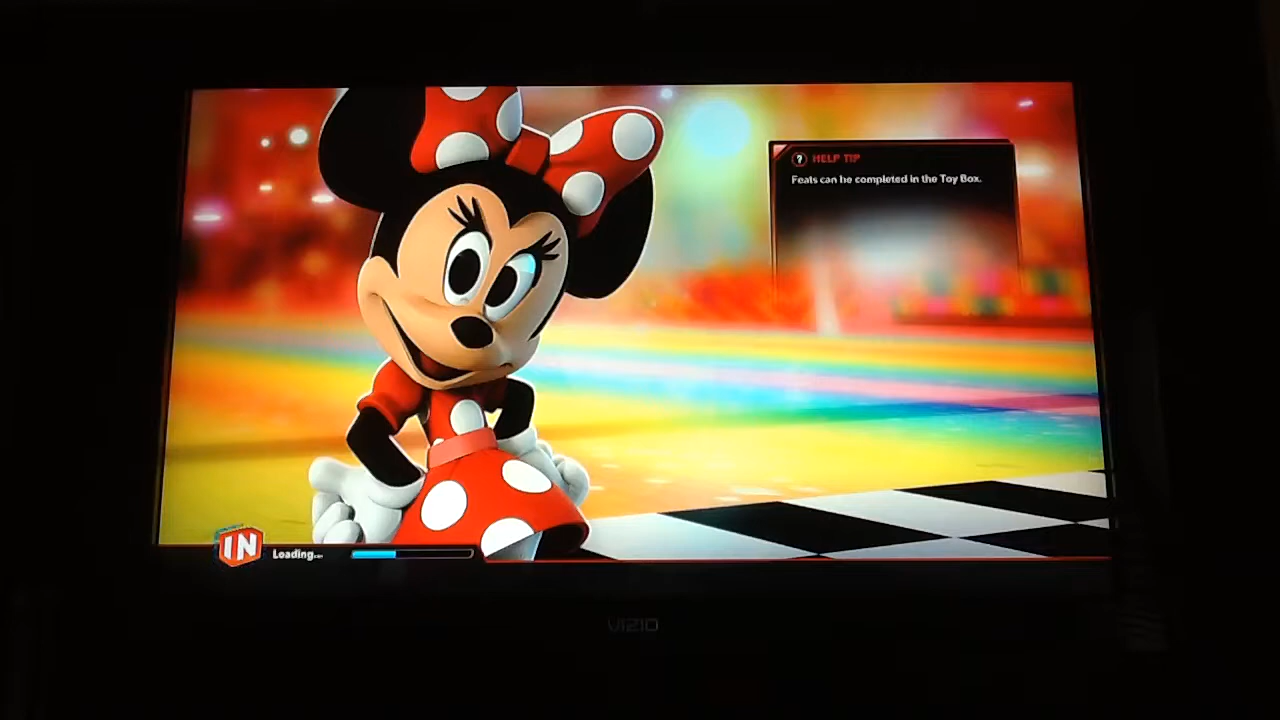 HELP TIP
Feats can be completed in the Toy Box.
IN
Loading...
VIZIO